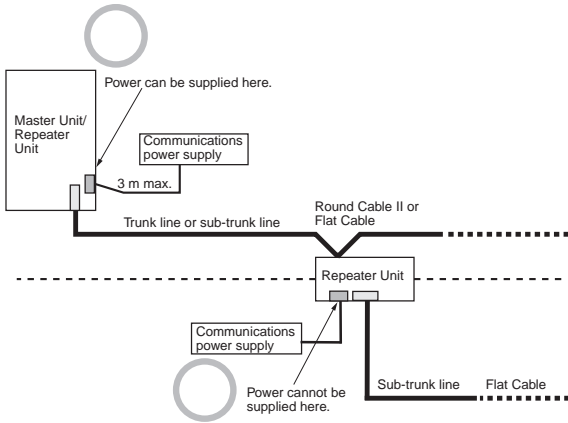 Power can be supplied here.
Master Unit/
Repeater
Unit
Communications
power supply
3 m max.
Trunk line or sub-trunk line
Round Cable II or
Flat Cable
Repeater Unit
Communications
power supply
Power cannot be
supplied here.
Sub-trunk line
Flat Cable